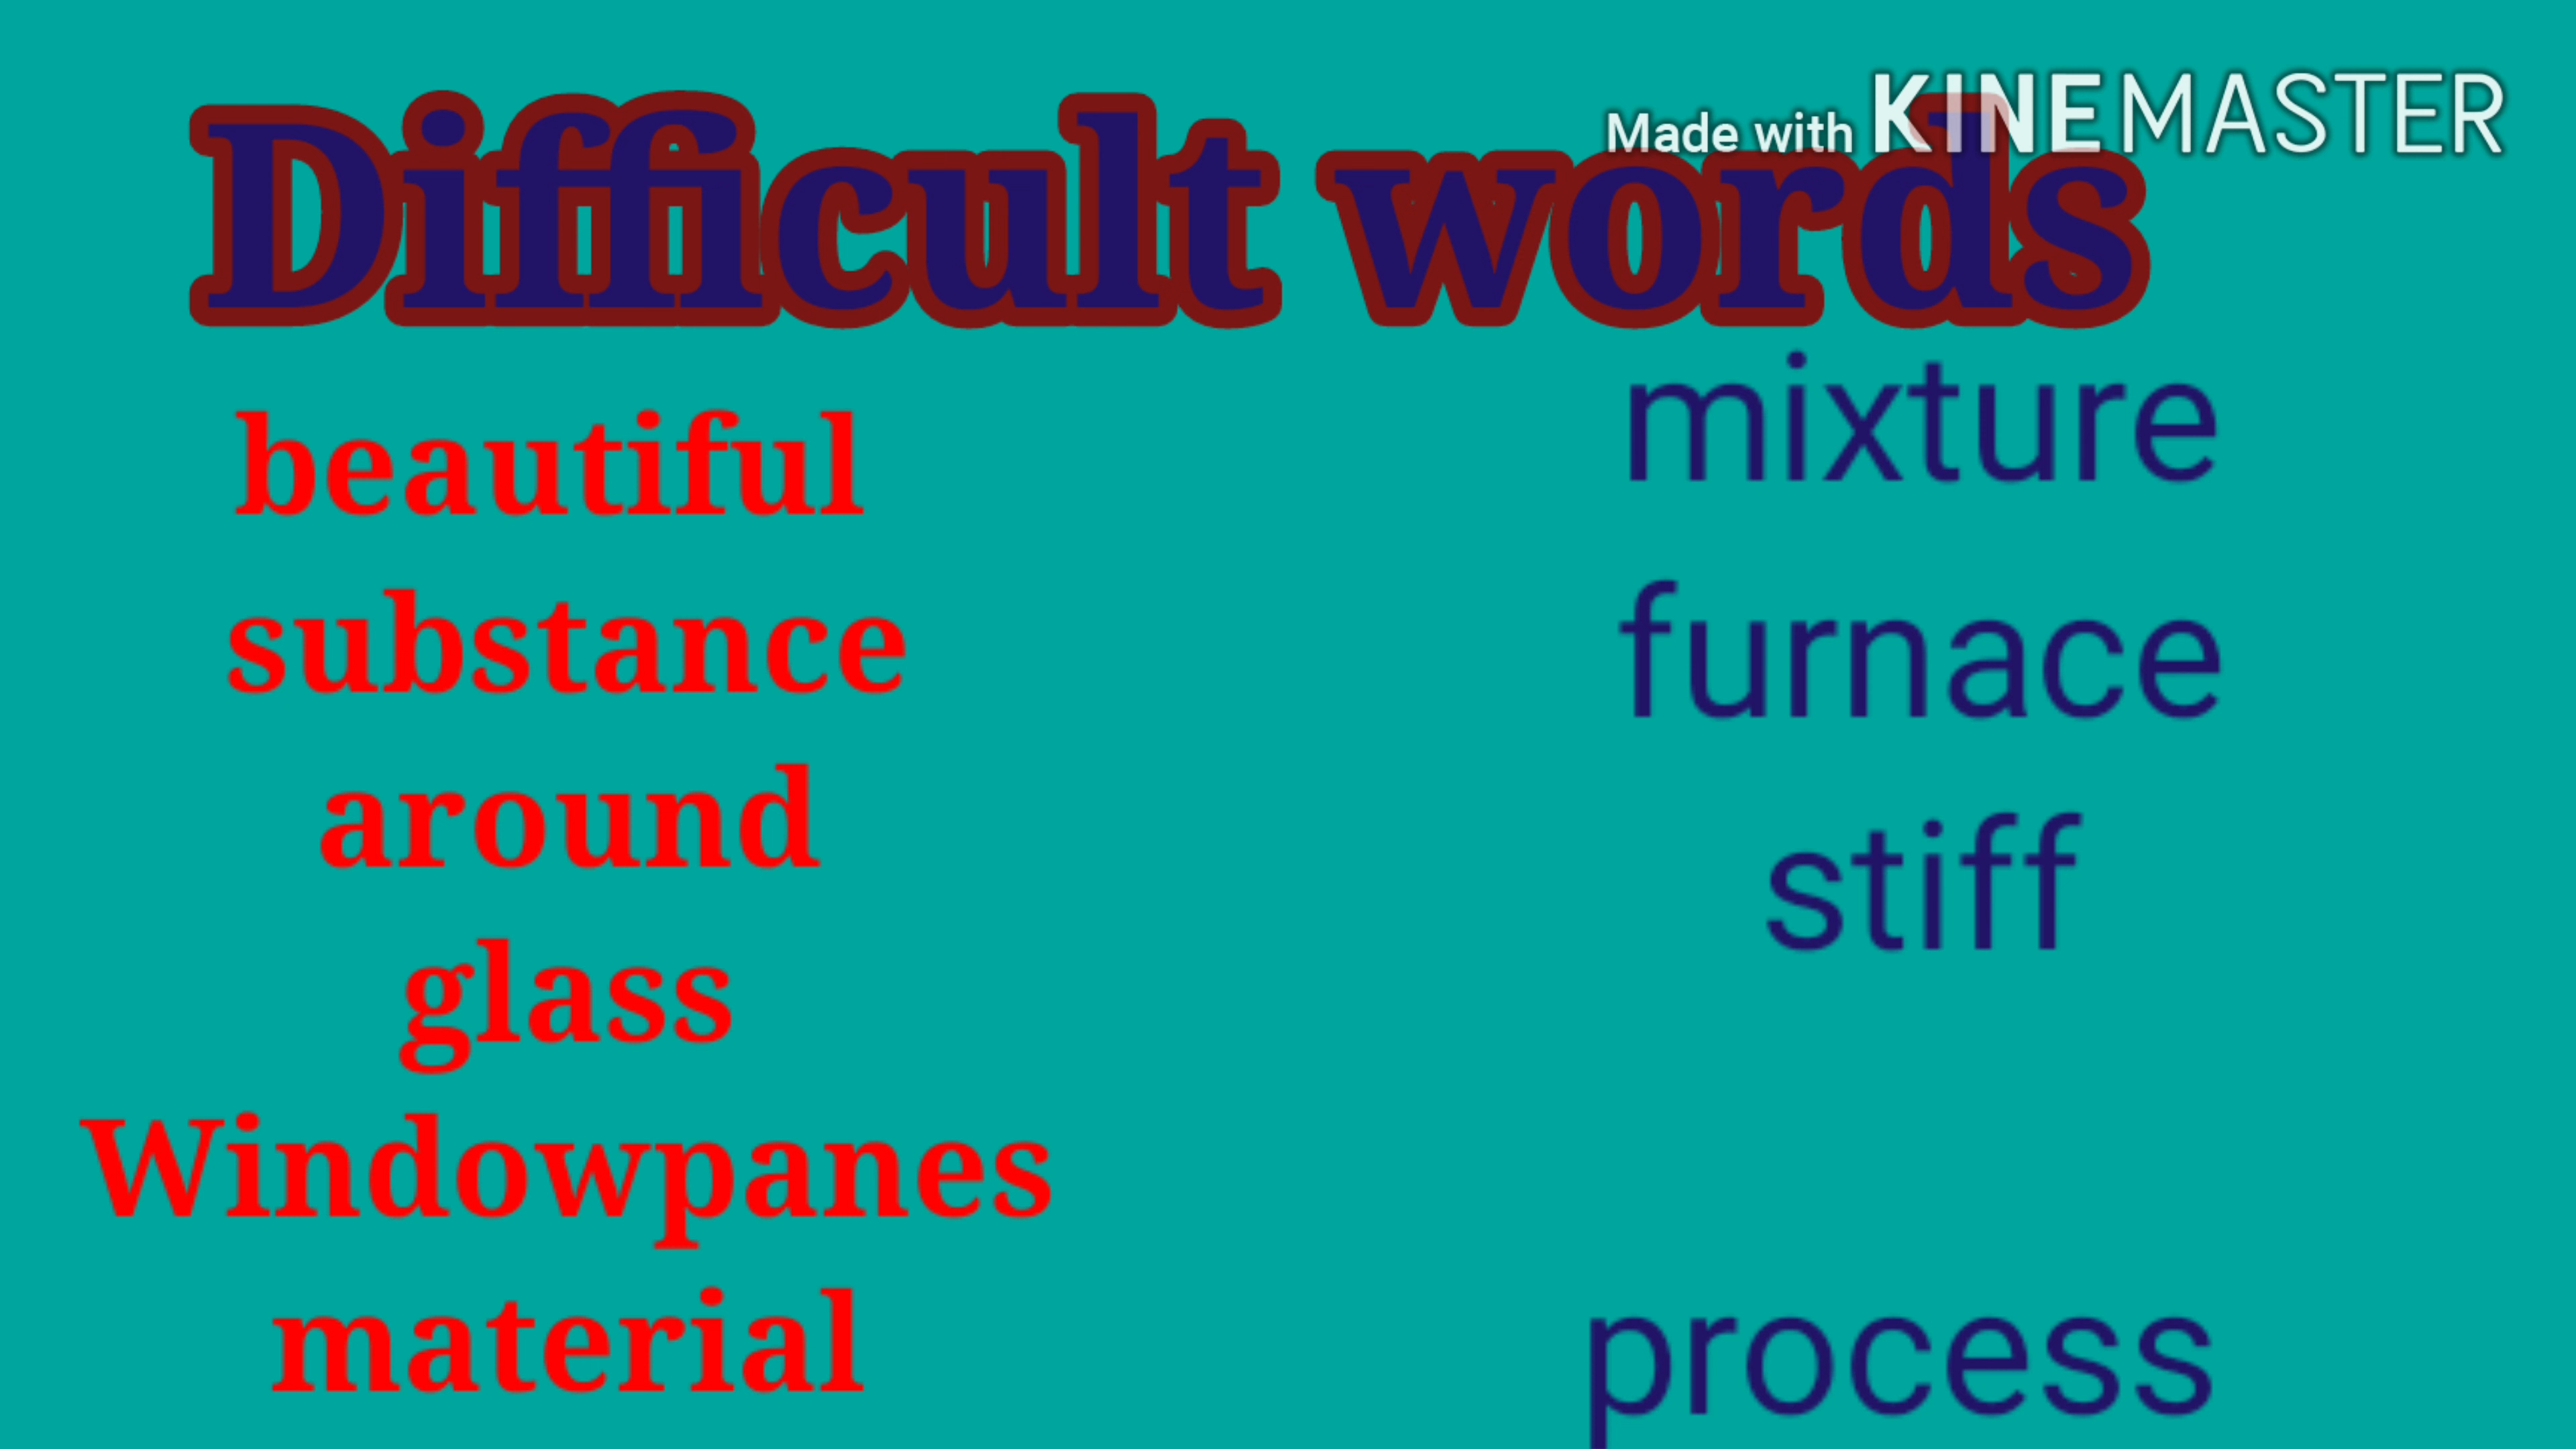 Made with KINEMASTER
Difficult words
beautiful
substance
around
glass
Windowpanes
material
mixture
furnace
stiff
process